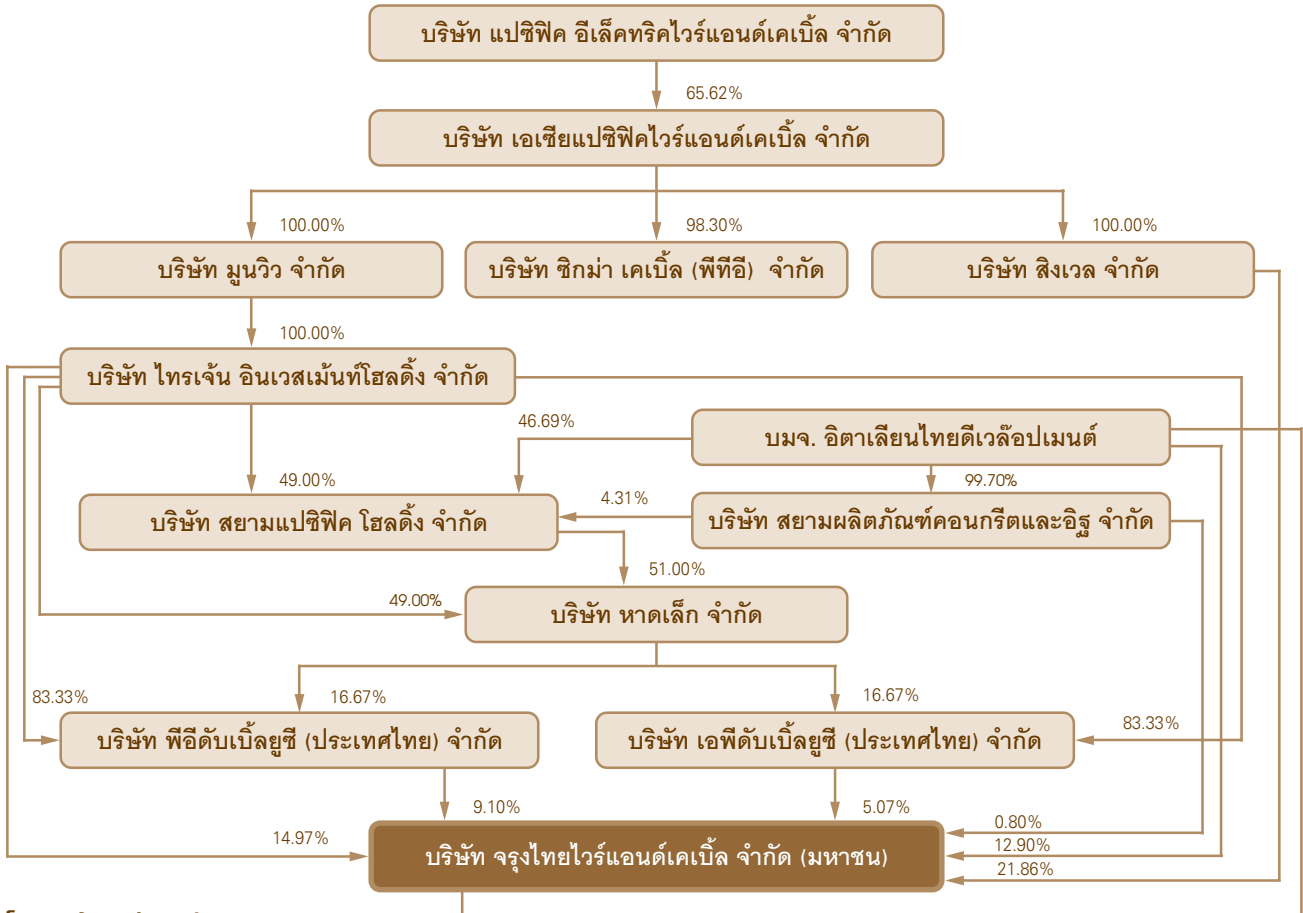 บริษัท แปซิฟิค อีเล็คทริคไวร์แอนด์เคเบิ้ล จำกัด
65.62%
บริษัท เอเซียแปซิฟิคไวร์แอนด์เคเบิ้ล จำกัด
100.00%
98.30%
100.00%
บริษัท มูนวิว จำกัด
บริษัท ซิกม่า เคเบิ้ล (พีทีอี) จำกัด
บริษัท สิงเวล จำกัด
100.00%
บริษัท ไทรเจ้น อินเวสเม้นท์โฮลดิ้ง จำกัด
46.69%
บมจ. อิตาเลียนไทยดีเวล๊อปเมนต์
49.00%
99.70%
4.31%
บริษัท สยามแปซิฟิค โฮลดิ้ง จำกัด
บริษัท สยามผลิตภัณฑ์คอนกรีตและอิฐ จำกัด
51.00%
49.00%
บริษัท หาดเล็ก จำกัด
83.33%
16.67%
16.67%
83.33%
บริษัท พีอีดับเบิ้ลยูซี (ประเทศไทย) จำกัด
บริษัท เอพีดับเบิ้ลยูซี (ประเทศไทย) จำกัด
9.10%
5.07%
0.80%
14.97%
บริษัท จรุงไทยไวร์แอนด์เคเบิ้ล จำกัด (มหาชน)
12.90%
21.86%